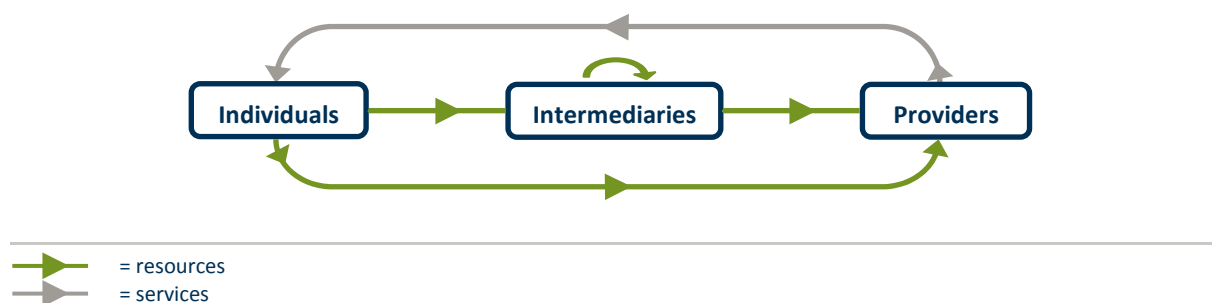 Individuals
Intermediaries
Providers
= resources
= services